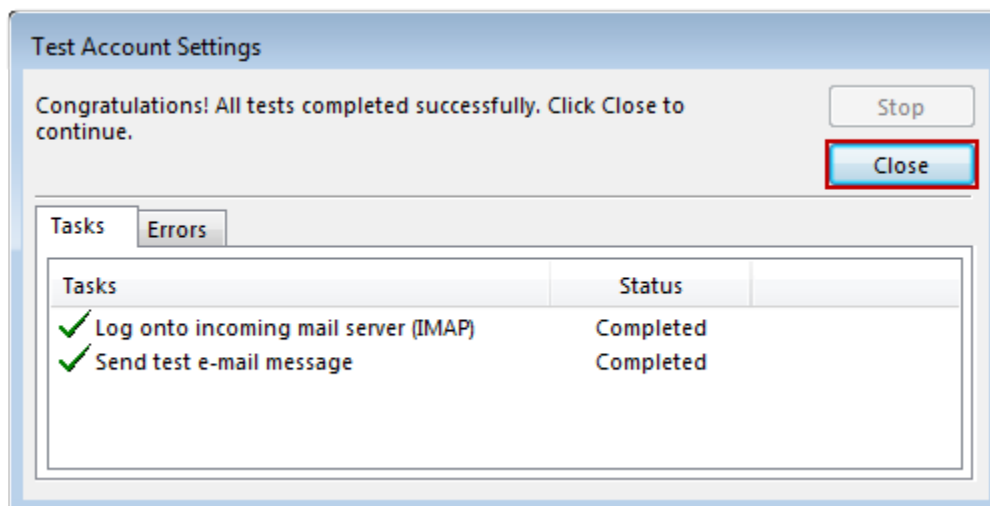 Test Account Settings
Congratulations! All tests completed successfully. Click Close to
continue.
Stop
Close
Tasks
Errors
Tasks Status
Log onto incoming mail server (IMAP) Completed
Send test e-mail message Completed